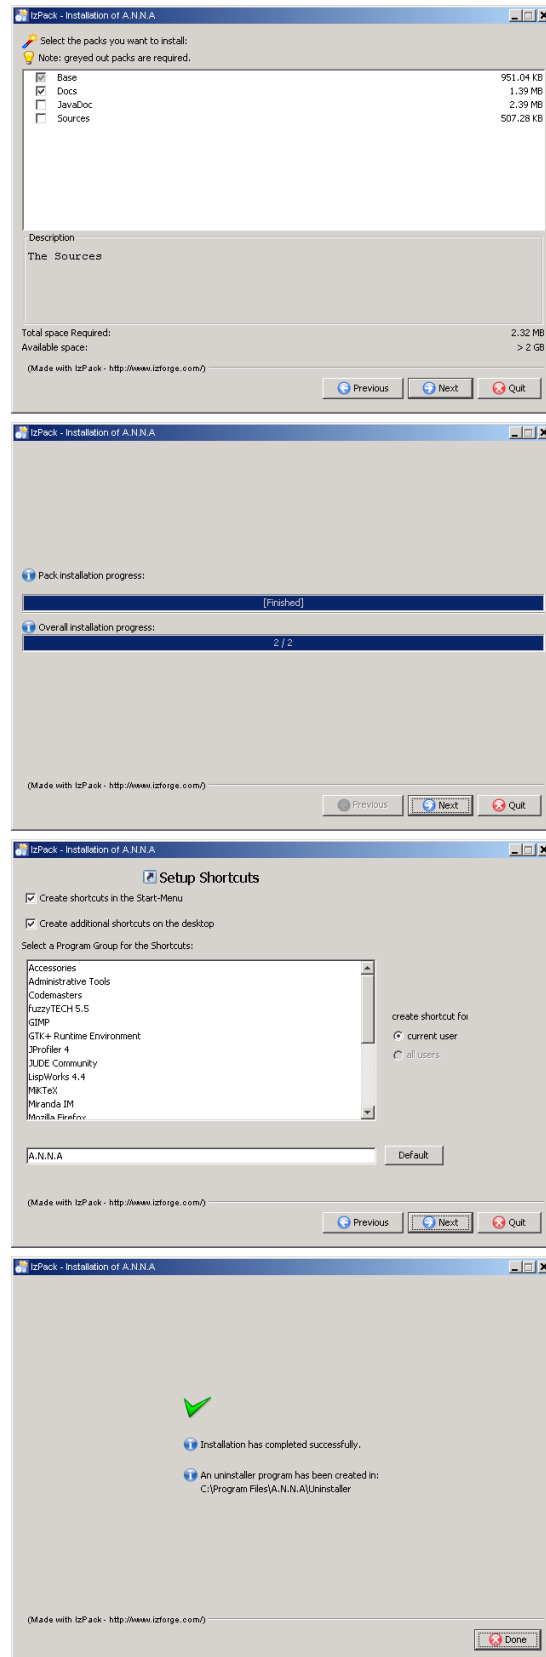 IzPack - Installation of A.N.N.A
Select the packs you want to install:
Note: greyed out packs are required.
Base 951.04 KB
Docs 1.39 MB
JavaDoc 2.39 MB
Sources 507.28 KB
Description
The Sources
Total space Required: 2.32 MB
Available space: > 2 GB
(Made with IzPack - http://www.izforge.com/)
Previous Next Quit
IzPack - Installation of A.N.N.A
Pack installation progress:
[Finished]
Overall installation progress:
2 / 2
(Made with IzPack - http://www.izforge.com/)
Previous Next Quit
IzPack - Installation of A.N.N.A
Setup Shortcuts
Create shortcuts in the Start-Menu
Create additional shortcuts on the desktop
Select a Program Group for the Shortcuts:
Accessories
Administrative Tools
Codemasters
fuzzyTECH 5.5
GIMP
GTK+ Runtime Environment
JProfiler 4
JUDE Community
LispWorks 4.4
MiKTeX
Miranda IM
Mozilla Firefox
create shortcut for
current user
all users
A.N.N.A Default
(Made with IzPack - http://www.izforge.com/)
Previous Next Quit
IzPack - Installation of A.N.N.A
Installation has completed successfully.
An uninstaller program has been created in:
C:\Program Files\A.N.N.A\Uninstaller
(Made with IzPack - http://www.izforge.com/)
Done